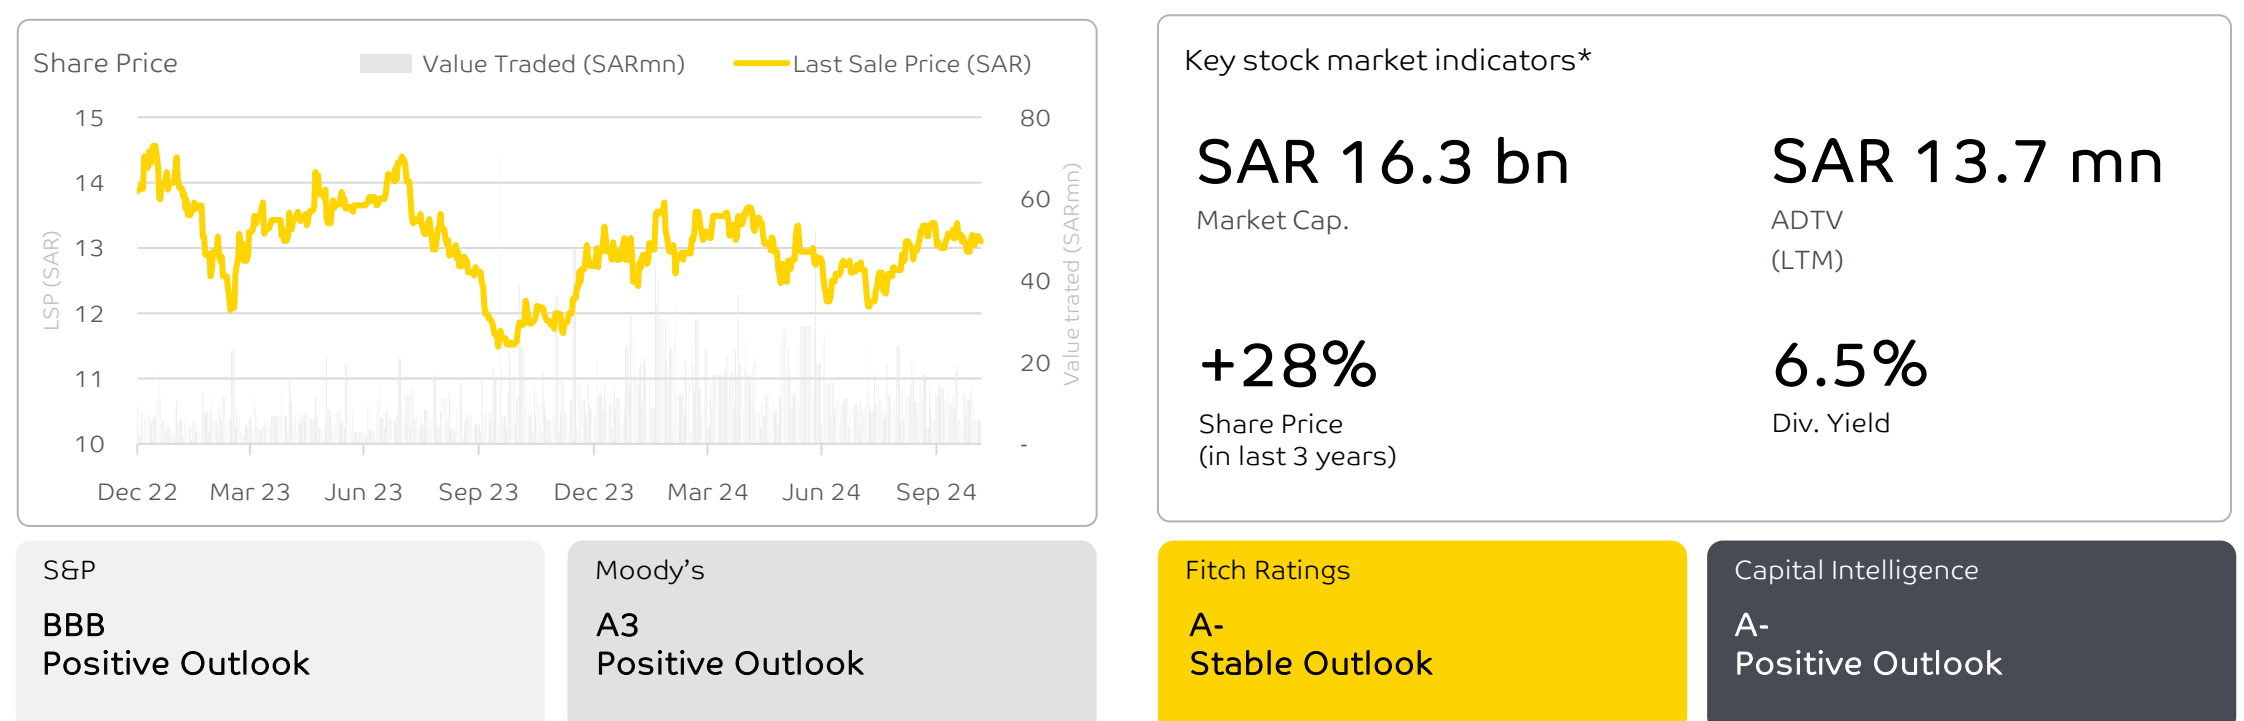 Share Price
Value Traded (SARmn)
Last Sale Price (SAR)
15
14
13
12
11
10
LSP (SAR)
80
60
40
20
-
Value trated (SARmn)
Dec 22
Mar 23
Jun 23
Sep 23
Dec 23
Mar 24
Jun 24
Sep 24
Key stock market indicators*
SAR 16.3 bn
Market Cap.
SAR 13.7 mn
ADTV
(LTM)
+28%
Share Price
(in last 3 years)
6.5%
Div. Yield
S&P
BBB
Positive Outlook
Moody’s
A3
Positive Outlook
Fitch Ratings
A-
Stable Outlook
Capital Intelligence
A-
Positive Outlook